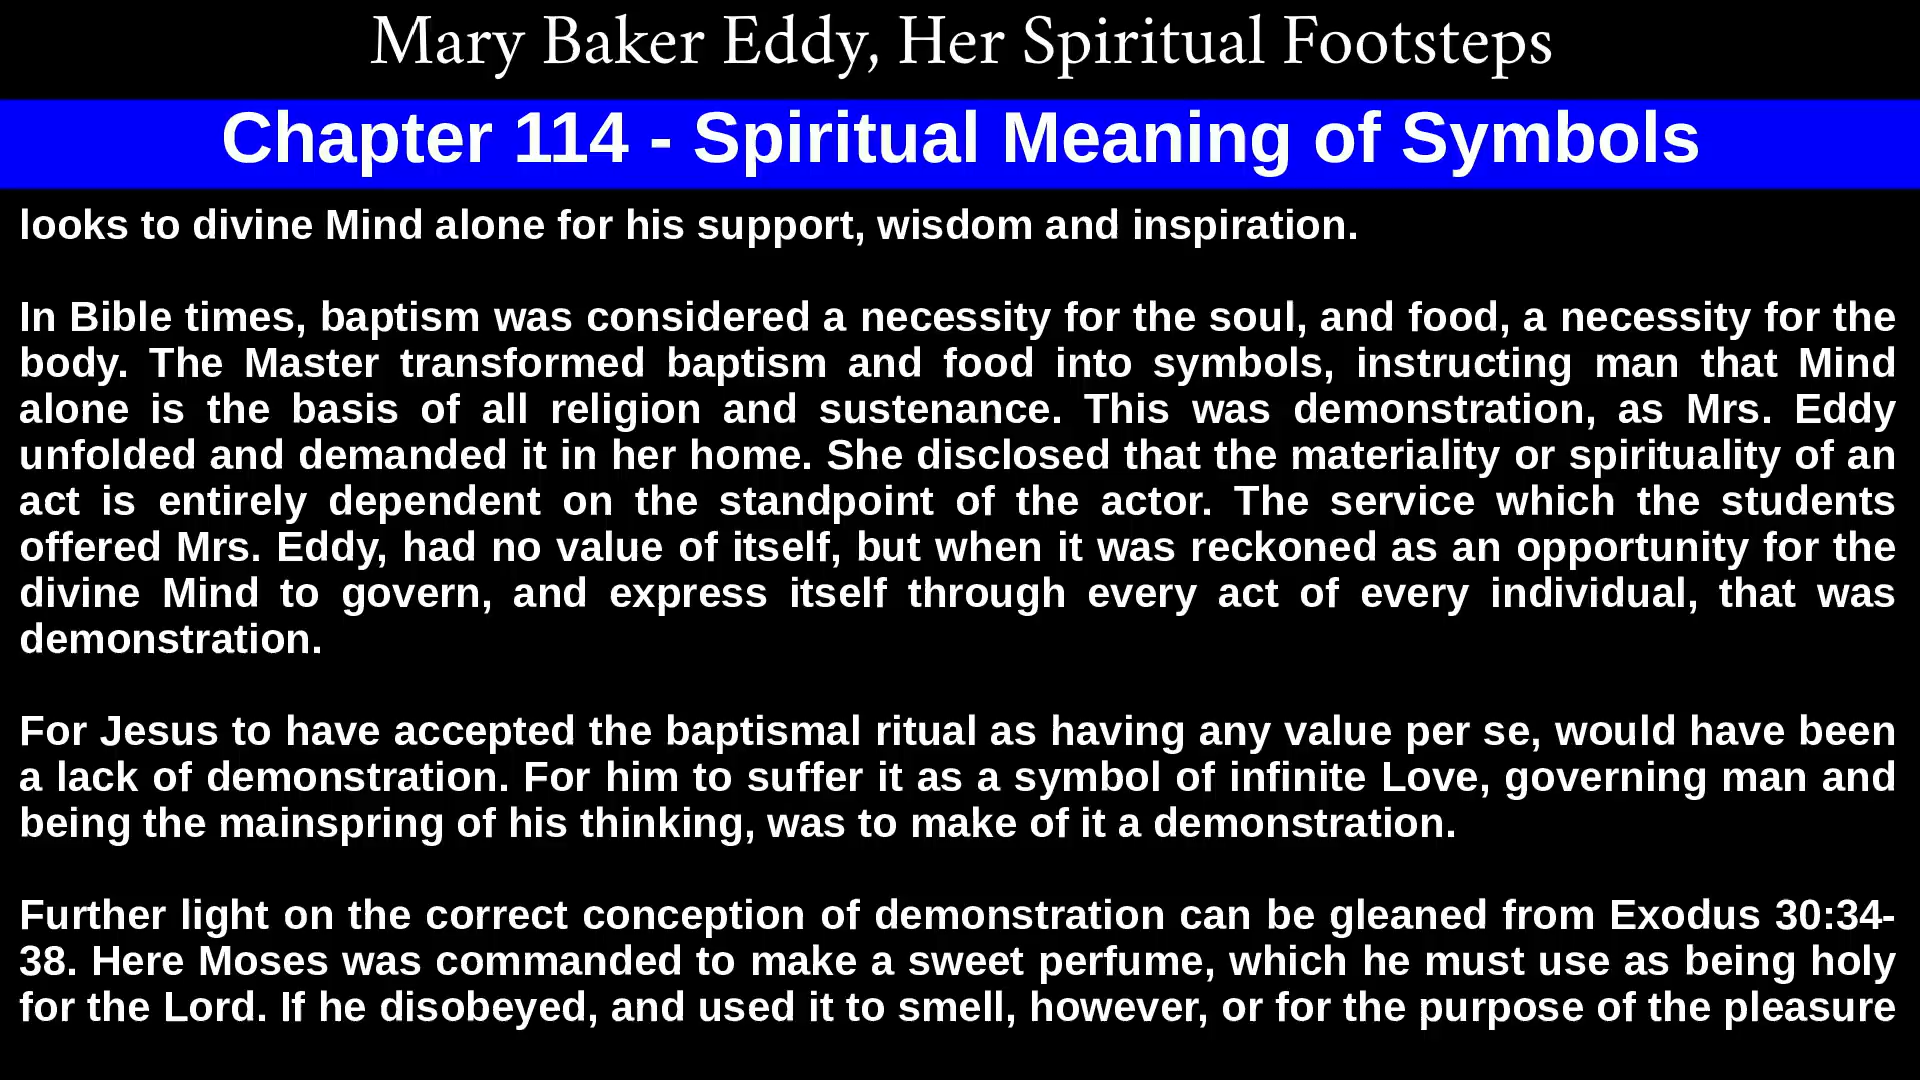 Mary Baker Eddy, Her Spiritual Footsteps
Chapter 114 - Spiritual Meaning of Symbols
looks to divine Mind alone for his support, wisdom and inspiration.
In Bible times, baptism was considered a necessity for the soul, and food, a necessity for the
body. The Master transformed baptism and food into symbols, instructing man that Mind
alone is the basis of all religion and sustenance. This was demonstration, as Mrs. Eddy
unfolded and demanded it in her home. She disclosed that the materiality or spirituality of an
act is entirely dependent on the standpoint of the actor. The service which the students
offered Mrs. Eddy, had no value of itself, but when it was reckoned as an opportunity for the
divine Mind to govern, and express itself through every act of every individual, that was
demonstration.
For Jesus to have accepted the baptismal ritual as having any value per se, would have been
a lack of demonstration. For him to suffer it as a symbol of infinite Love, governing man and
being the mainspring of his thinking, was to make of it a demonstration.
Further light on the correct conception of demonstration can be gleaned from Exodus 30:34-
38. Here Moses was commanded to make a sweet perfume, which he must use as being holy
for the Lord. If he disobeyed, and used it to smell, however, or for the purpose of the pleasure